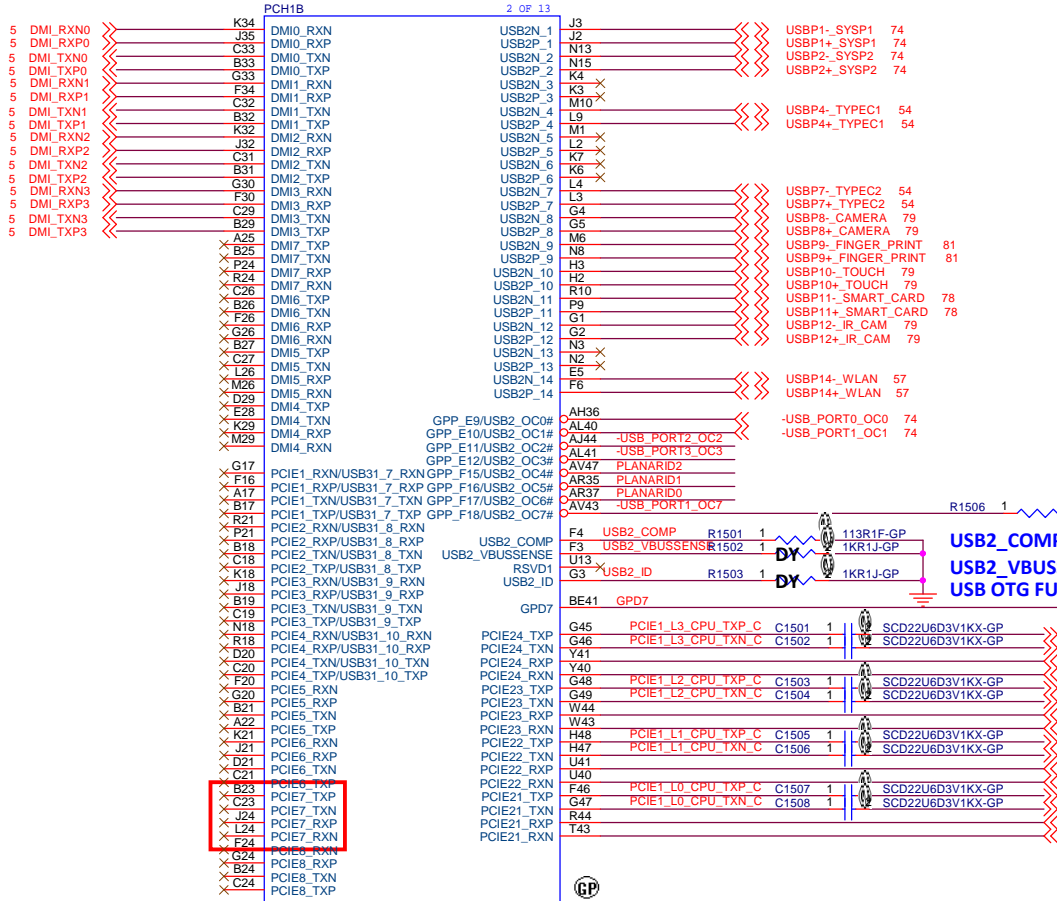 PCH1B 2 OF 13
5 DMI_RXN0 K34 DMI0_RXN USB2N_1 J3 USBP1-_SYSP1 74
5 DMI_RXP0 J35 DMI0_RXP USB2P_1 J2 USBP1+_SYSP1 74
5 DMI_TXN0 C33 DMI0_TXN USB2N_2 N13 USBP2-_SYSP2 74
5 DMI_TXP0 B33 DMI0_TXP USB2P_2 N15 USBP2+_SYSP2 74
5 DMI_RXN1 G33 DMI1_RXN USB2N_3 K4
5 DMI_RXP1 F34 DMI1_RXP USB2P_3 K3
5 DMI_TXN1 C32 DMI1_TXN USB2N_4 M10 USBP4-_TYPEC1 54
5 DMI_TXP1 B32 DMI1_TXP USB2P_4 L9 USBP4+_TYPEC1 54
5 DMI_RXN2 K32 DMI2_RXN USB2N_5 M1
5 DMI_RXP2 J32 DMI2_RXP USB2P_5 L2
5 DMI_TXN2 C31 DMI2_TXN USB2N_6 K7
5 DMI_TXP2 B31 DMI2_TXP USB2P_6 K6
5 DMI_RXN3 G30 DMI3_RXN USB2N_7 L4 USBP7-_TYPEC2 54
5 DMI_RXP3 F30 DMI3_RXP USB2P_7 L3 USBP7+_TYPEC2 54
5 DMI_TXN3 C29 DMI3_TXN USB2N_8 G4 USBP8-_CAMERA 79
5 DMI_TXP3 B29 DMI3_TXP USB2P_8 G5 USBP8+_CAMERA 79
A25 DMI7_TXP USB2N_9 M6 USBP9-_FINGER_PRINT 81
B25 DMI7_TXN USB2P_9 N8 USBP9+_FINGER_PRINT 81
P24 DMI7_RXP USB2N_10 H3 USBP10-_TOUCH 79
R24 DMI7_RXN USB2P_10 H2 USBP10+_TOUCH 79
C26 DMI6_TXP USB2N_11 R10 USBP11-_SMART_CARD 78
B26 DMI6_TXN USB2P_11 P9 USBP11+_SMART_CARD 78
F26 DMI6_RXP USB2N_12 G1 USBP12-_IR_CAM 79
G26 DMI6_RXN USB2P_12 G2 USBP12+_IR_CAM 79
B27 DMI5_TXP USB2N_13 N3
C27 DMI5_TXN USB2P_13 N2
L26 DMI5_RXP USB2N_14 E5 USBP14-_WLAN 57
M26 DMI5_RXN USB2P_14 F6 USBP14+_WLAN 57
D29 DMI4_TXP
E28 DMI4_TXN GPP_E9/USB2_OC0# AH36 -USB_PORT0_OC0 74
K29 DMI4_RXP GPP_E10/USB2_OC1# AL40 -USB_PORT1_OC1 74
M29 DMI4_RXN GPP_E11/USB2_OC2# AJ44 -USB_PORT2_OC2
GPP_E12/USB2_OC3# AL41 -USB_PORT3_OC3
G17 PCIE1_RXN/USB31_7_RXN GPP_F15/USB2_OC4# AV47 PLANARID2
F16 PCIE1_RXP/USB31_7_RXP GPP_F16/USB2_OC5# AR35 PLANARID1
A17 PCIE1_TXN/USB31_7_TXN GPP_F17/USB2_OC6# AR37 PLANARID0
B17 PCIE1_TXP/USB31_7_TXP GPP_F18/USB2_OC7# AV43 -USB_PORT1_OC7 R1506 1
R21 PCIE2_RXN/USB31_8_RXN
P21 PCIE2_RXP/USB31_8_RXP USB2_COMP F4 USB2_COMP R1501 1 113R1F-GP USB2_COMP
B18 PCIE2_TXN/USB31_8_TXN USB2_VBUSSENSE F3 USB2_VBUSSENSE R1502 1 DY 1KR1J-GP
C18 PCIE2_TXP/USB31_8_TXP RSVD1 U13 USB2_VBUS
K18 PCIE3_RXN/USB31_9_RXN USB2_ID G3 USB2_ID R1503 1 DY 1KR1J-GP USB OTG FU
J18 PCIE3_RXP/USB31_9_RXP
B19 PCIE3_TXN/USB31_9_TXN GPD7 BE41 GPD7
C19 PCIE3_TXP/USB31_9_TXP
N18 PCIE4_RXN/USB31_10_RXN PCIE24_TXP G45 PCIE1_L3_CPU_TXP_C C1501 1 SCD22U6D3V1KX-GP
R18 PCIE4_RXP/USB31_10_RXP PCIE24_TXN G46 PCIE1_L3_CPU_TXN_C C1502 1 SCD22U6D3V1KX-GP
D20 PCIE4_TXN/USB31_10_TXN PCIE24_RXP Y41
C20 PCIE4_TXP/USB31_10_TXP PCIE24_RXN Y40
F20 PCIE5_RXN PCIE23_TXP G48 PCIE1_L2_CPU_TXP_C C1503 1 SCD22U6D3V1KX-GP
G20 PCIE5_RXP PCIE23_TXN G49 PCIE1_L2_CPU_TXN_C C1504 1 SCD22U6D3V1KX-GP
B21 PCIE5_TXN PCIE23_RXP W44
A22 PCIE5_TXP PCIE23_RXN W43
K21 PCIE6_RXN PCIE22_TXP H48 PCIE1_L1_CPU_TXP_C C1505 1 SCD22U6D3V1KX-GP
J21 PCIE6_RXP PCIE22_TXN H47 PCIE1_L1_CPU_TXN_C C1506 1 SCD22U6D3V1KX-GP
D21 PCIE6_TXN PCIE22_RXP U41
C21 PCIE6_TXP PCIE22_RXN U40
B23 PCIE7_TXP PCIE21_TXP F46 PCIE1_L0_CPU_TXP_C C1507 1 SCD22U6D3V1KX-GP
C23 PCIE7_TXN PCIE21_TXN G47 PCIE1_L0_CPU_TXN_C C1508 1 SCD22U6D3V1KX-GP
J24 PCIE7_RXP PCIE21_RXP R44
L24 PCIE7_RXN PCIE21_RXN T43
F24 PCIE8_RXN
G24 PCIE8_RXP
B24 PCIE8_TXN
C24 PCIE8_TXP GP